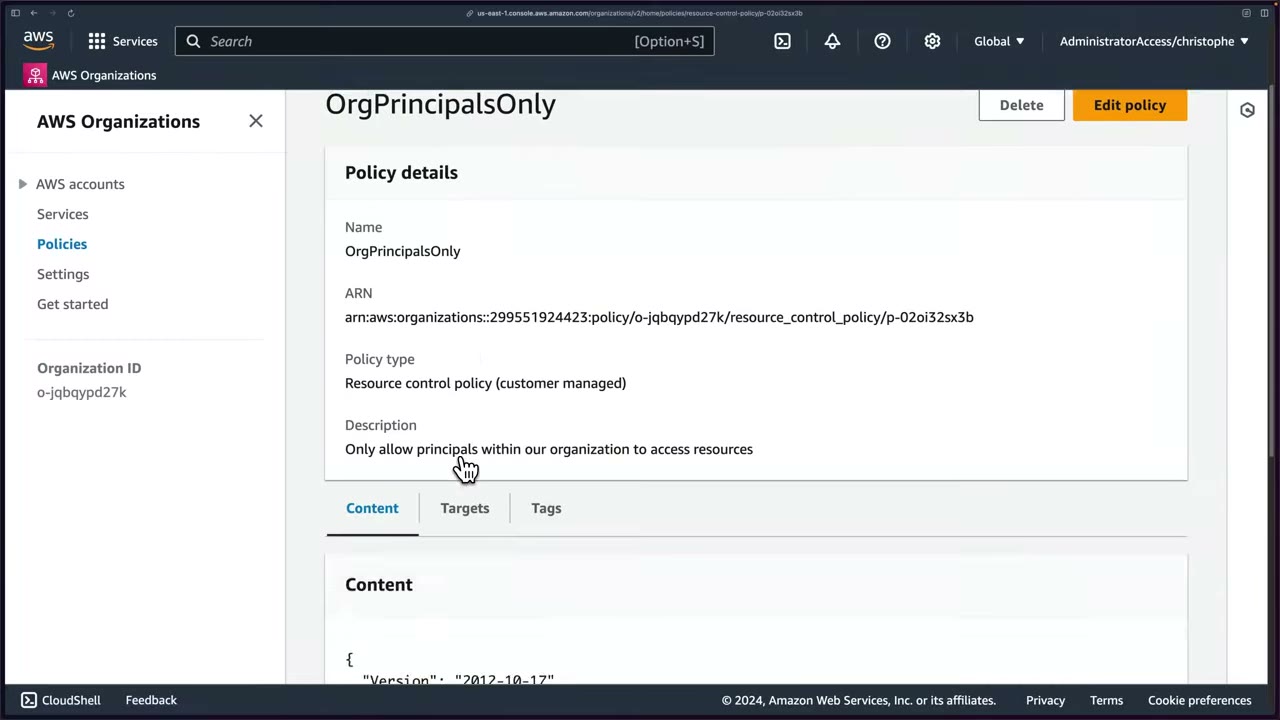 us-east-1.console.aws.amazon.com/organizations/v2/home/policies/resource-control-policy/p-02oi32sx3b
aws
Services
Search
[Option+S]
Global
AdministratorAccess/christophe
AWS Organizations
AWS Organizations
AWS accounts
Services
Policies
Settings
Get started
Organization ID
o-jqbqypd27k
OrgPrincipalsOnly
Delete
Edit policy
Policy details
Name
OrgPrincipalsOnly
ARN
arn:aws:organizations::299551924423:policy/o-jqbqypd27k/resource_control_policy/p-02oi32sx3b
Policy type
Resource control policy (customer managed)
Description
Only allow principals within our organization to access resources
Content
Targets
Tags
Content
{
"Version": "2012-10-17"
CloudShell
Feedback
© 2024, Amazon Web Services, Inc. or its affiliates.
Privacy
Terms
Cookie preferences